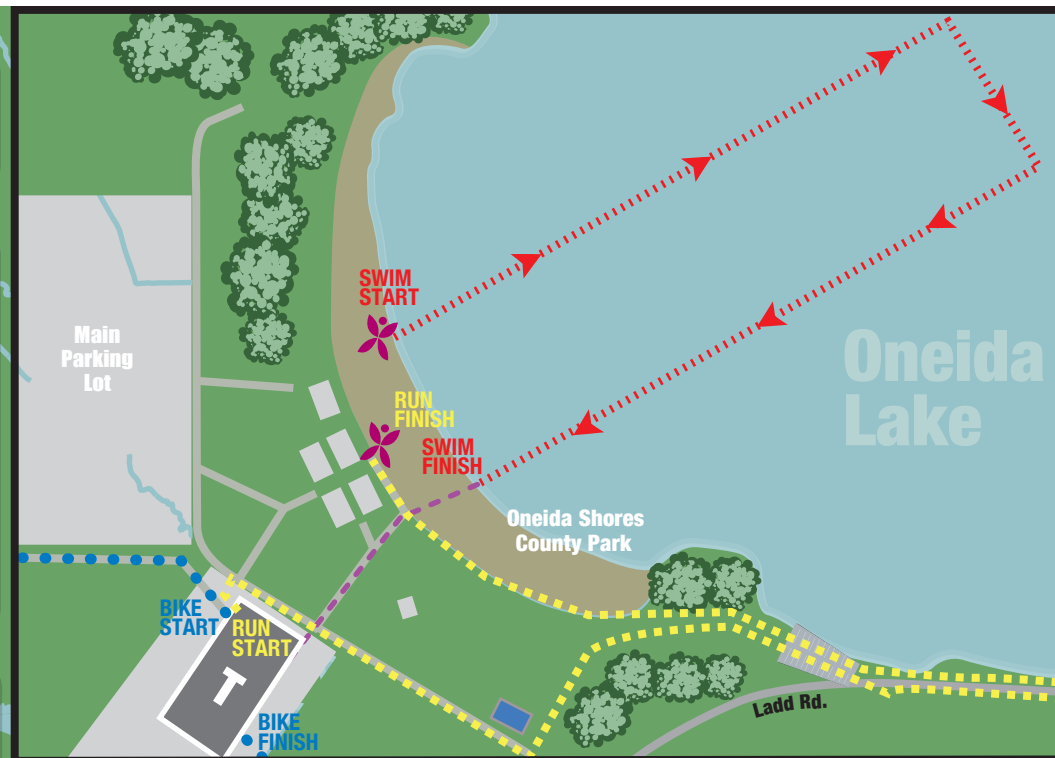 SWIM
START
Main
Parking
Lot
Oneida
Lake
RUN
FINISH
SWIM
FINISH
Oneida Shores
County Park
BIKE
START
RUN
START
T
Ladd Rd.
BIKE
FINISH